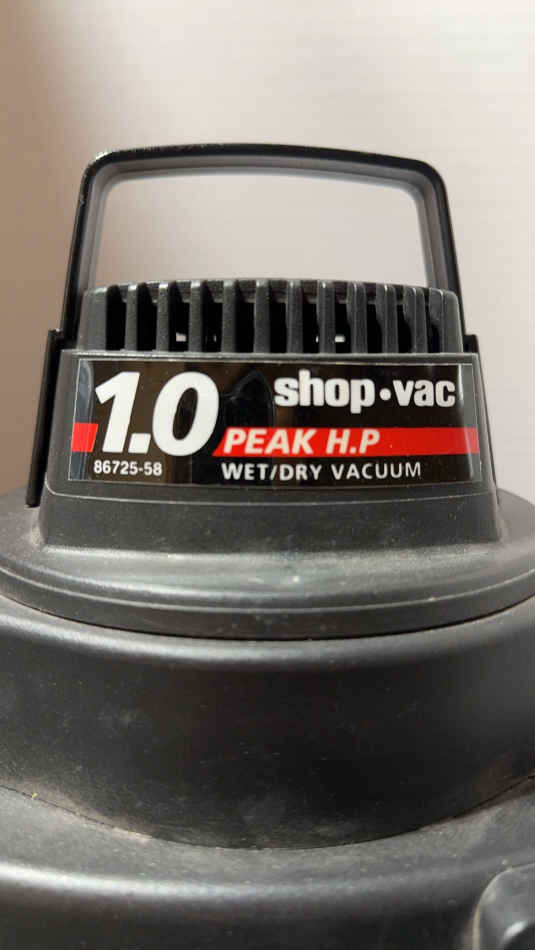 shop·vac
1.0
PEAK H.P
86725-58
WET/DRY VACUUM